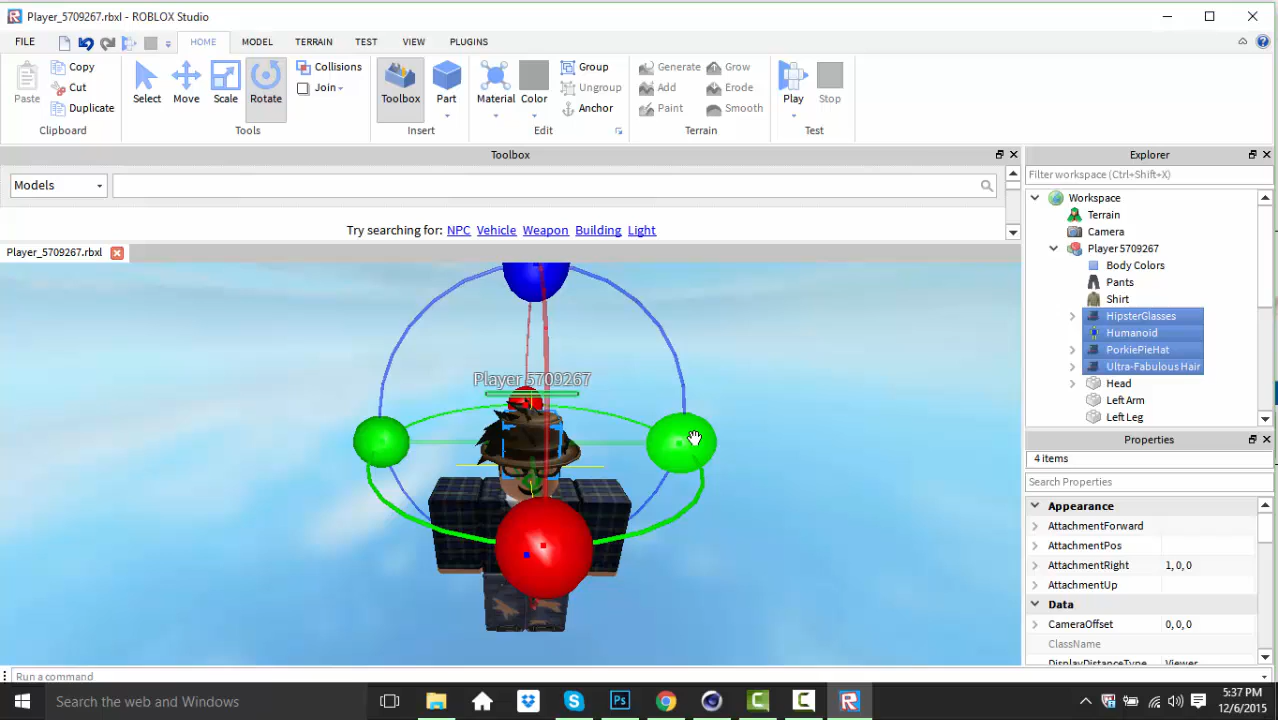 Player_5709267.rbxl - ROBLOX Studio
FILE HOME MODEL TERRAIN TEST VIEW PLUGINS
Paste Copy Cut Duplicate
Clipboard
Select Move Scale Rotate Collisions Join
Tools
Toolbox Part
Insert
Material Color Group Ungroup Anchor
Edit
Generate Grow Add Erode Paint Smooth
Terrain
Play Stop
Test
Toolbox
Models
Try searching for: NPC Vehicle Weapon Building Light
Player_5709267.rbxl
Player 5709267
Explorer
Filter workspace (Ctrl+Shift+X)
Workspace
Terrain
Camera
Player 5709267
Body Colors
Pants
Shirt
HipsterGlasses
Humanoid
PorkiePieHat
Ultra-Fabulous Hair
Head
Left Arm
Left Leg
Properties
4 items
Search Properties
Appearance
AttachmentForward
AttachmentPos
AttachmentRight 1, 0, 0
AttachmentUp
Data
CameraOffset 0, 0, 0
ClassName
DisplayDistanceType Viewer
Run a command
Search the web and Windows
5:37 PM
12/6/2015